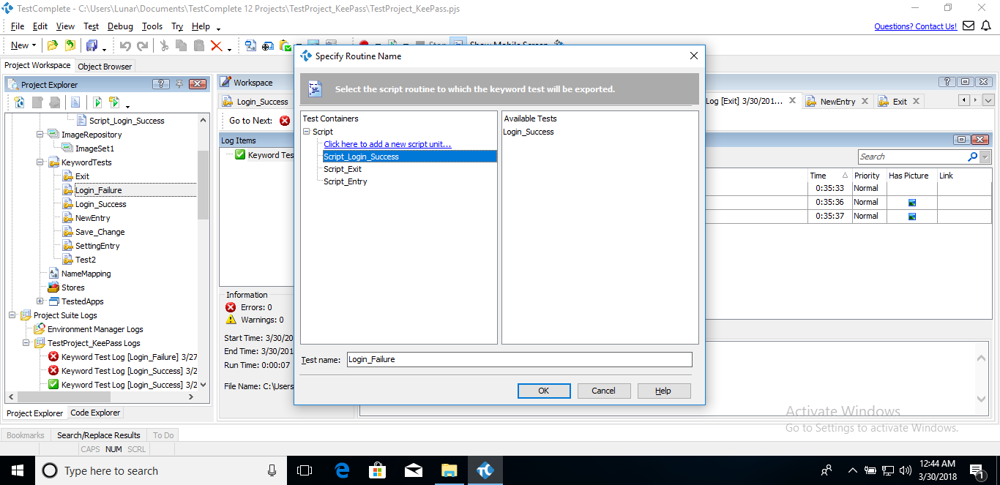 TestComplete - C:\Users\Lunar\Documents\TestComplete 12 Projects\TestProject_KeePass\TestProject_KeePass.pjs
File Edit View Test Debug Tools Try Help
Questions? Contact Us!
New
Stop
Show Mobile Screen
Project Workspace Object Browser
Project Explorer
Script_Login_Success
ImageRepository
ImageSet1
KeywordTests
Exit
Login_Failure
Login_Success
NewEntry
Save_Change
SettingEntry
Test2
NameMapping
Stores
TestedApps
Project Suite Logs
Environment Manager Logs
TestProject_KeePass Logs
Keyword Test Log [Login_Failure] 3/27
Keyword Test Log [Login_Success] 3/2
Keyword Test Log [Login_Success] 3/2
Project Explorer Code Explorer
Workspace
Login_Success
Log [Exit] 3/30/201...
NewEntry
Exit
Go to Next:
Log Items
Keyword Tes
Search
Time Priority Has Picture Link
0:35:33 Normal
0:35:36 Normal
0:35:37 Normal
Information
Errors: 0
Warnings: 0
Start Time: 3/30/20
End Time: 3/30/201
Run Time: 0:00:07
File Name: C:\Users
Specify Routine Name
Select the script routine to which the keyword test will be exported.
Test Containers
Script
Click here to add a new script unit...
Script_Login_Success
Script_Exit
Script_Entry
Available Tests
Login_Success
Test name: Login_Failure
OK Cancel Help
Activate Windows
Go to Settings to activate Windows.
Bookmarks Search/Replace Results To Do
CAPS NUM SCRL
Type here to search
12:44 AM
3/30/2018
1